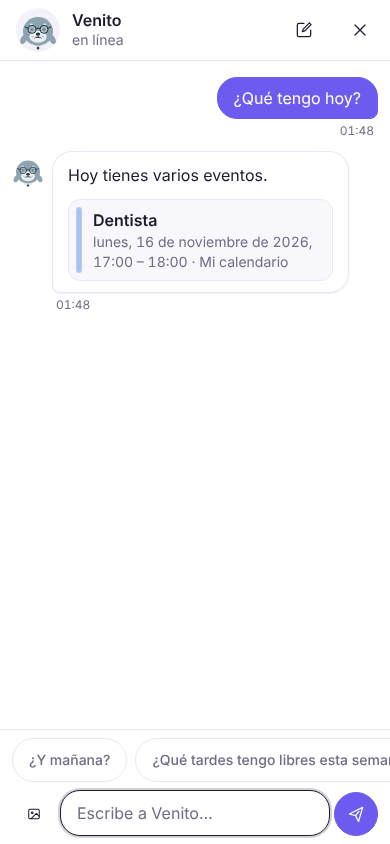 Venito
en línea
¿Qué tengo hoy?
01:48
Hoy tienes varios eventos.
Dentista
lunes, 16 de noviembre de 2026,
17:00 – 18:00 · Mi calendario
01:48
¿Y mañana?
¿Qué tardes tengo libres esta
Escribe a Venito...